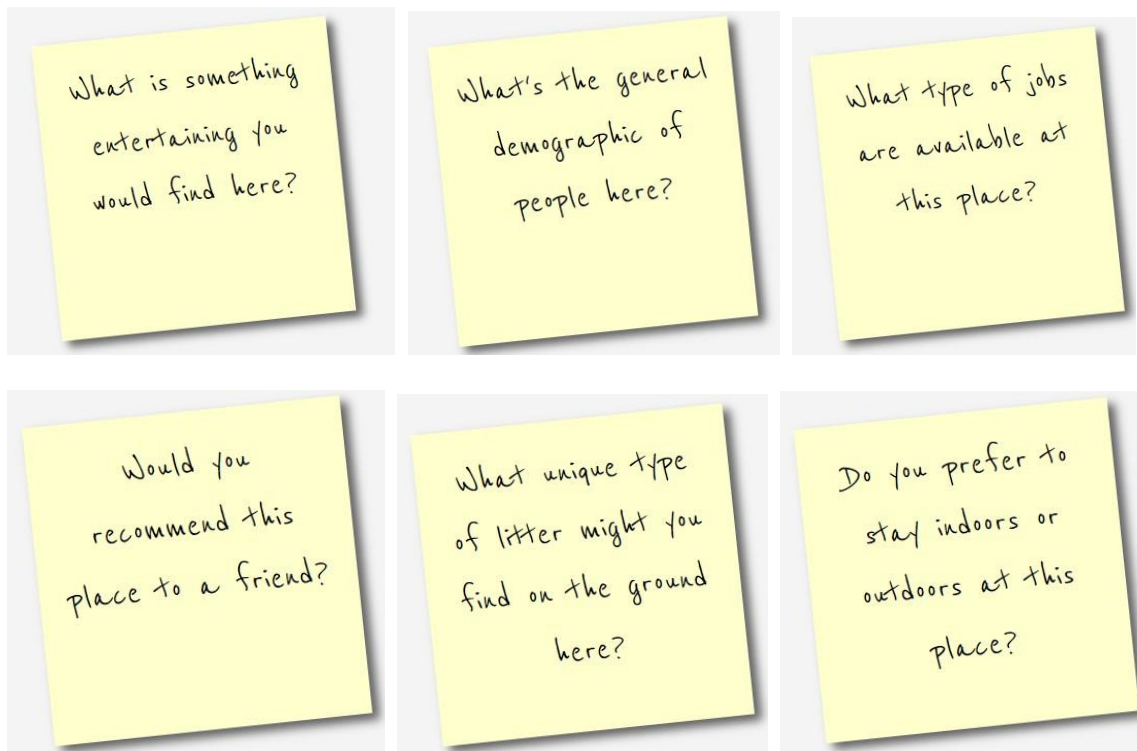 What is something
entertaining you
would find here?
What's the general
demographic of
people here?
What type of jobs
are available at
this place?
Would you
recommend this
place to a friend?
What unique type
of litter might you
find on the ground
here?
Do you prefer to
stay indoors or
outdoors at this
place?